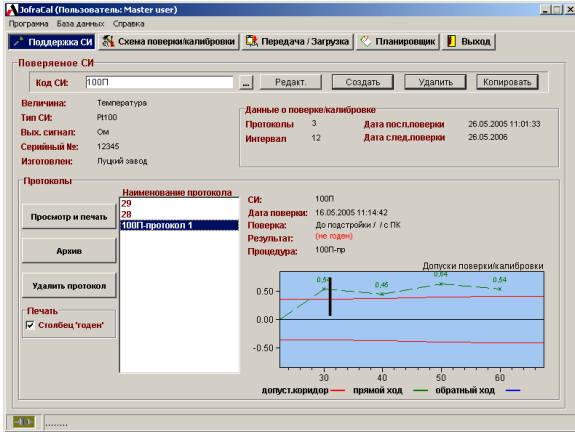 JofraCal (Пользователь: Master user)
Программа База данных Справка
Поддержка СИ Схема поверки/калибровки Передача / Загрузка Планировщик Выход
Поверяемое СИ
Код СИ: 100П ... Редакт. Создать Удалить Копировать
Величина: Температура
Тип СИ: Pt100
Вых. сигнал: Ом
Серийный №: 12345
Изготовлен: Луцкий завод
Данные о поверке/калибровке
Протоколы 3 Дата посл.поверки 26.05.2005 11:01:33
Интервал 12 Дата след.поверки 26.05.2006
Протоколы
Просмотр и печать
Архив
Удалить протокол
Печать
Столбец 'годен'
Наименование протокола
29
28
100П-протокол 1
СИ: 100П
Дата поверки: 16.05.2005 11:14:42
Поверка: До подстройки / / с ПК
Результат: (не годен)
Процедура: 100П-пр
Допуски поверки/калибровки
0,54 0,45 0,64 0,54
0.50
0.00
-0.50
30 40 50 60
допуст.коридор прямой ход обратный ход
........